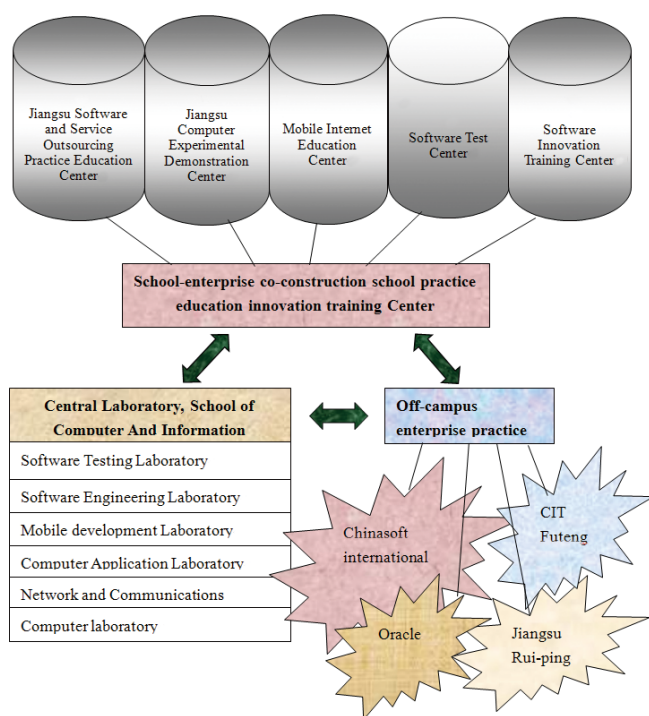 Jiangsu Software
and Service
Outsourcing
Practice Education
Center
Jiangsu
Computer
Experimental
Demonstration
Center
Mobile Internet
Education
Center
Software Test
Center
Software
Innovation
Training Center
School-enterprise co-construction school practice
education innovation training Center
Central Laboratory, School of
Computer And Information
Software Testing Laboratory
Software Engineering Laboratory
Mobile development Laboratory
Computer Application Laboratory
Network and Communications
Computer laboratory
Off-campus
enterprise practice
Chinasoft
international
CIT
Futeng
Oracle
Jiangsu
Rui-ping